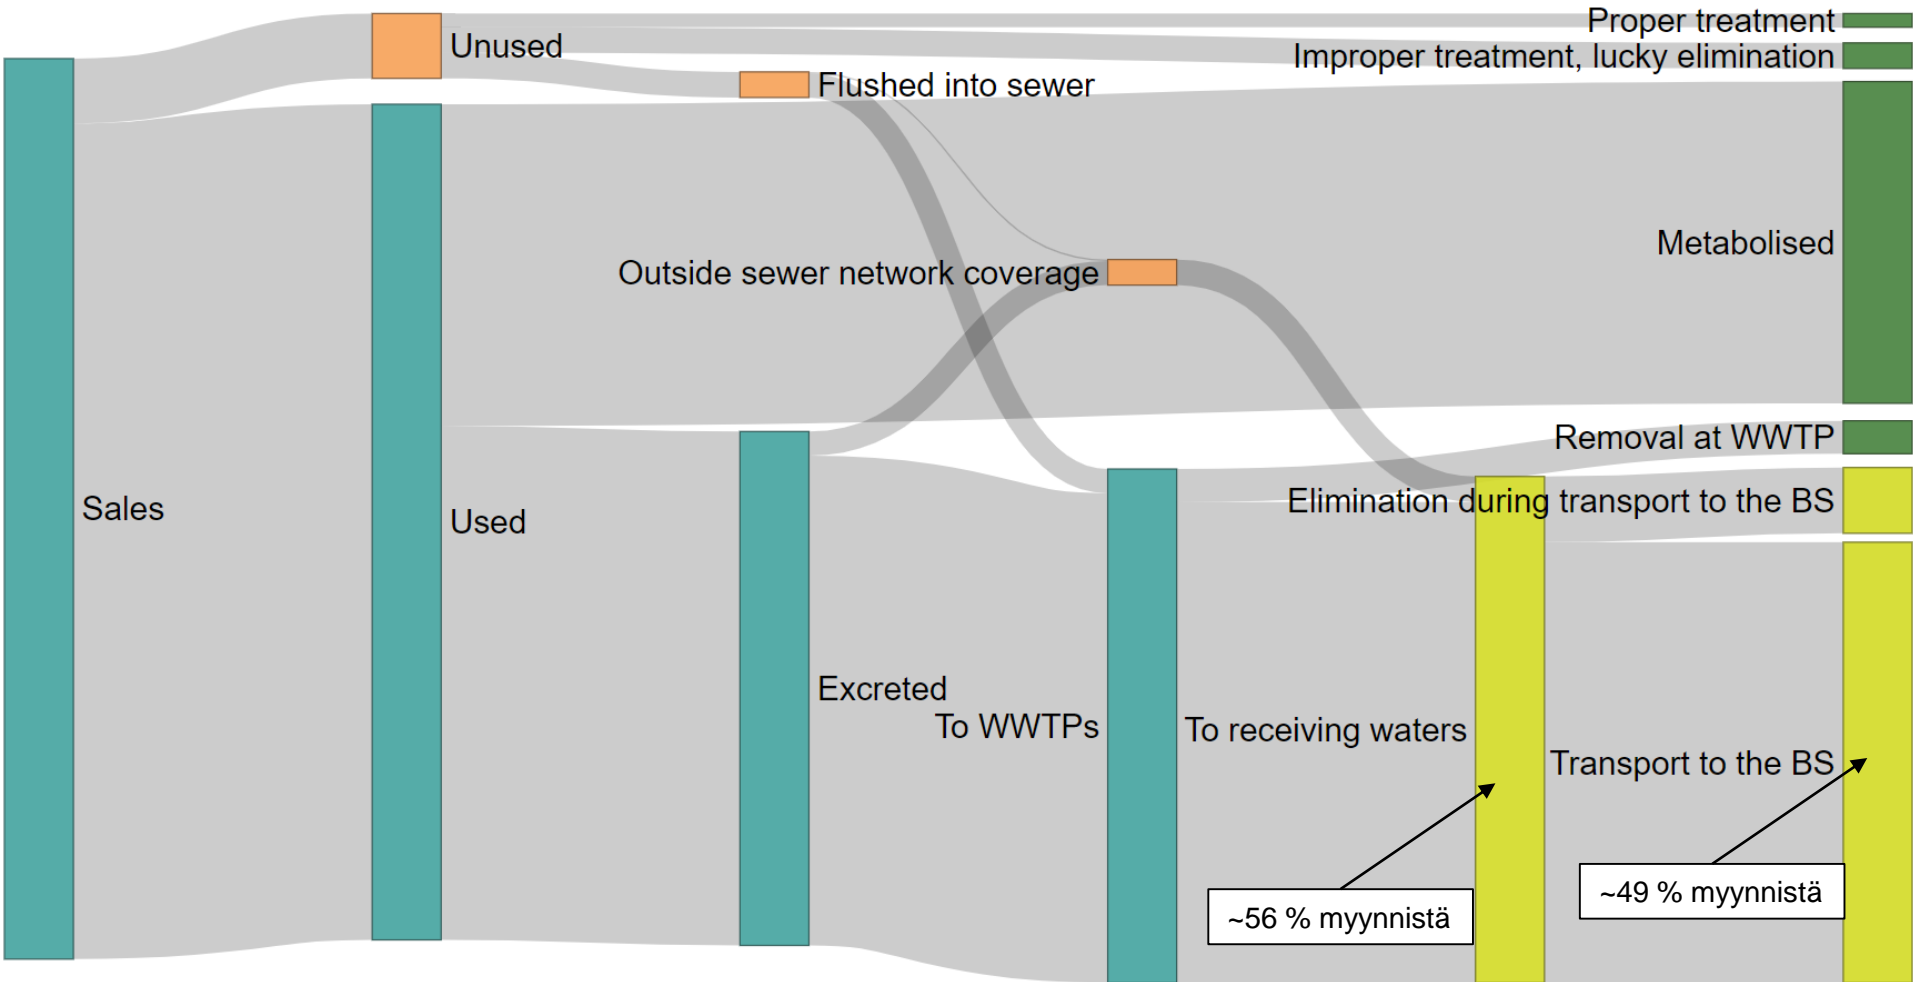 Proper treatment
Unused
Improper treatment, lucky elimination
Flushed into sewer
Metabolised
Outside sewer network coverage
Removal at WWTP
Elimination during transport to the BS
Sales
Used
Excreted
To WWTPs
To receiving waters
Transport to the BS
~56 % myynnistä
~49 % myynnistä